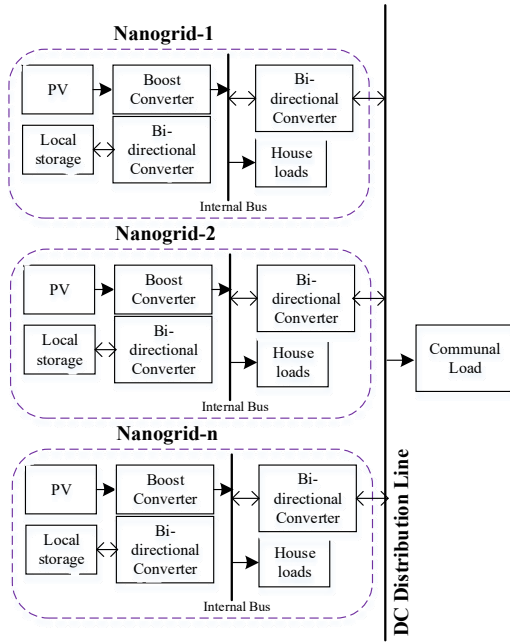 Nanogrid-1
PV
Boost
Converter
Bi-
directional
Converter
Local
storage
Bi-
directional
Converter
House
loads
Internal Bus
Nanogrid-2
PV
Boost
Converter
Bi-
directional
Converter
Local
storage
Bi-
directional
Converter
House
loads
Internal Bus
Communal
Load
Nanogrid-n
PV
Boost
Converter
Bi-
directional
Converter
Local
storage
Bi-
directional
Converter
House
loads
Internal Bus
DC Distribution Line